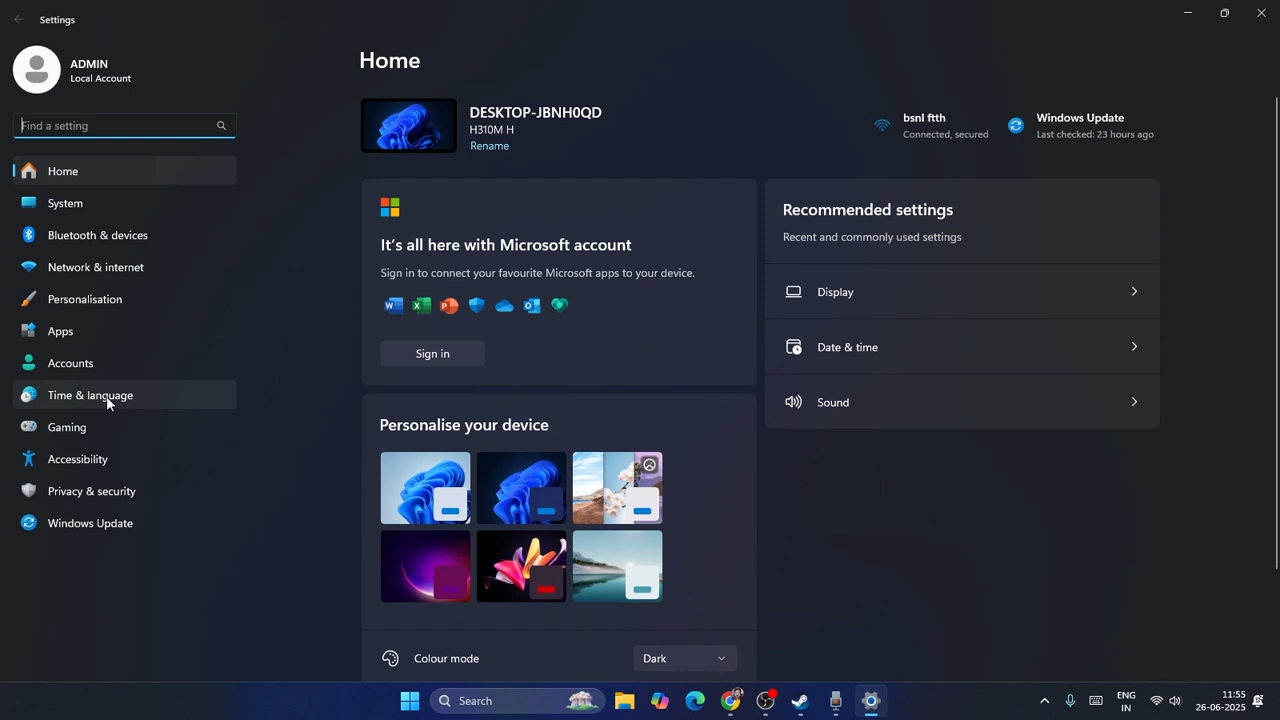 Settings
ADMIN
Local Account
Find a setting
Home
System
Bluetooth & devices
Network & internet
Personalisation
Apps
Accounts
Time & language
Gaming
Accessibility
Privacy & security
Windows Update
Home
DESKTOP-JBNH0QD
H310M H
Rename
bsnl ftth
Connected, secured
Windows Update
Last checked: 23 hours ago
It's all here with Microsoft account
Sign in to connect your favourite Microsoft apps to your device.
Sign in
Recommended settings
Recent and commonly used settings
Display
Date & time
Sound
Personalise your device
Colour mode
Dark
Search
ENG
IN
11:55
26-06-2025